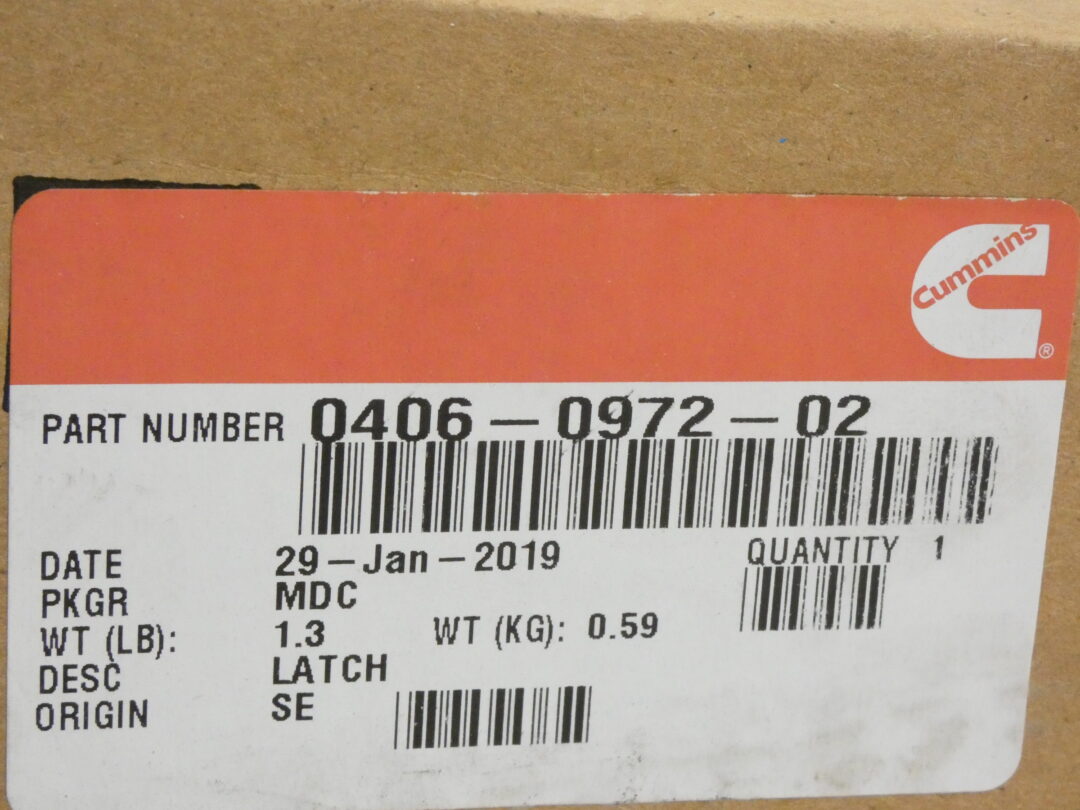 Cummins
®
PART NUMBER 0406-0972-02
DATE 29-Jan-2019 QUANTITY 1
PKGR MDC
WT (LB): 1.3 WT (KG): 0.59
DESC LATCH
ORIGIN SE